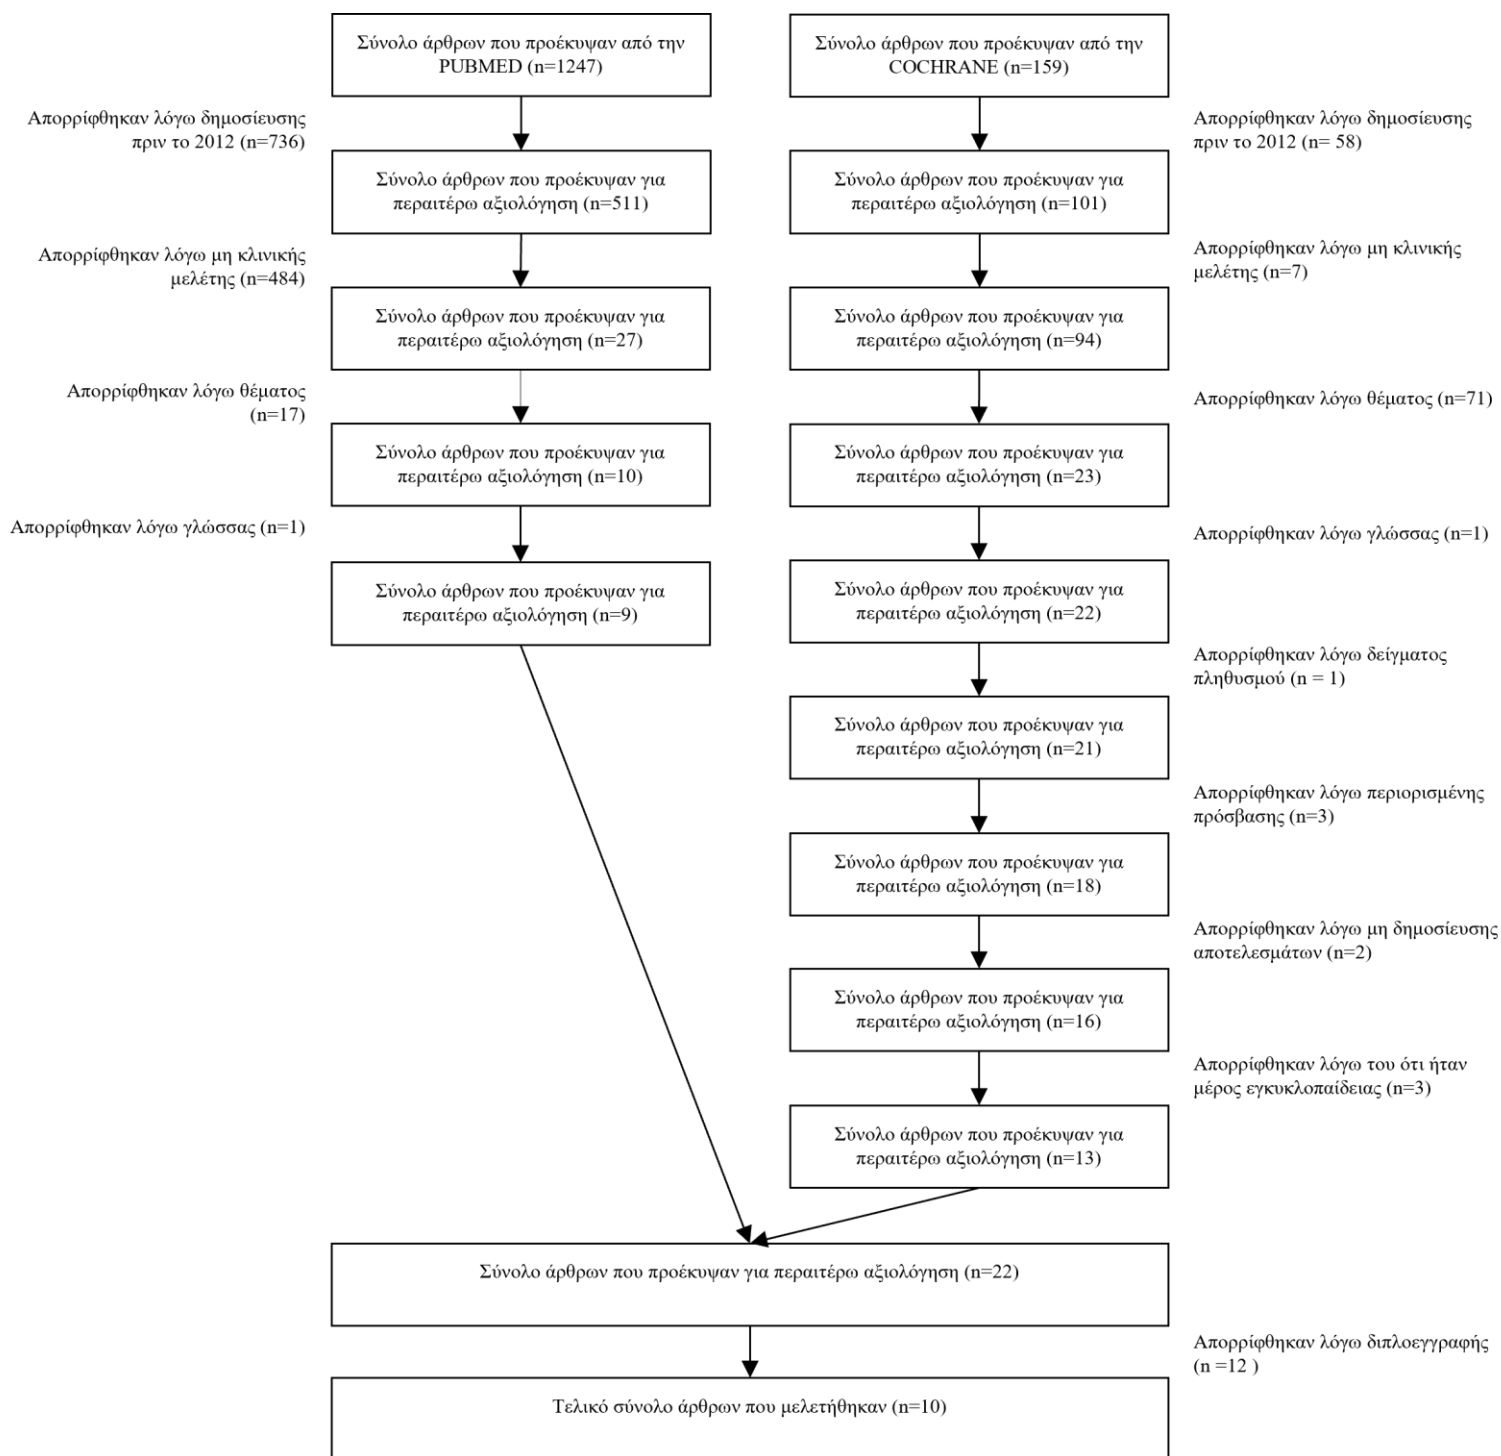 Σύνολο άρθρων που προέκυψαν από την
PUBMED (n=1247)
Σύνολο άρθρων που προέκυψαν από την
COCHRANE (n=159)
Απορρίφθηκαν λόγω δημοσίευσης
πριν το 2012 (n=736)
Απορρίφθηκαν λόγω δημοσίευσης
πριν το 2012 (n= 58)
Σύνολο άρθρων που προέκυψαν για
περαιτέρω αξιολόγηση (n=511)
Σύνολο άρθρων που προέκυψαν για
περαιτέρω αξιολόγηση (n=101)
Απορρίφθηκαν λόγω μη κλινικής
μελέτης (n=484)
Απορρίφθηκαν λόγω μη κλινικής
μελέτης (n=7)
Σύνολο άρθρων που προέκυψαν για
περαιτέρω αξιολόγηση (n=27)
Σύνολο άρθρων που προέκυψαν για
περαιτέρω αξιολόγηση (n=94)
Απορρίφθηκαν λόγω θέματος
(n=17)
Απορρίφθηκαν λόγω θέματος (n=71)
Σύνολο άρθρων που προέκυψαν για
περαιτέρω αξιολόγηση (n=10)
Σύνολο άρθρων που προέκυψαν για
περαιτέρω αξιολόγηση (n=23)
Απορρίφθηκαν λόγω γλώσσας (n=1)
Απορρίφθηκαν λόγω γλώσσας (n=1)
Σύνολο άρθρων που προέκυψαν για
περαιτέρω αξιολόγηση (n=9)
Σύνολο άρθρων που προέκυψαν για
περαιτέρω αξιολόγηση (n=22)
Απορρίφθηκαν λόγω δείγματος
πληθυσμού (n = 1)
Σύνολο άρθρων που προέκυψαν για
περαιτέρω αξιολόγηση (n=21)
Απορρίφθηκαν λόγω περιορισμένης
πρόσβασης (n=3)
Σύνολο άρθρων που προέκυψαν για
περαιτέρω αξιολόγηση (n=18)
Απορρίφθηκαν λόγω μη δημοσίευσης
αποτελεσμάτων (n=2)
Σύνολο άρθρων που προέκυψαν για
περαιτέρω αξιολόγηση (n=16)
Απορρίφθηκαν λόγω του ότι ήταν
μέρος εγκυκλοπαίδειας (n=3)
Σύνολο άρθρων που προέκυψαν για
περαιτέρω αξιολόγηση (n=13)
Σύνολο άρθρων που προέκυψαν για περαιτέρω αξιολόγηση (n=22)
Απορρίφθηκαν λόγω διπλοεγγραφής
(n =12 )
Τελικό σύνολο άρθρων που μελετήθηκαν (n=10)